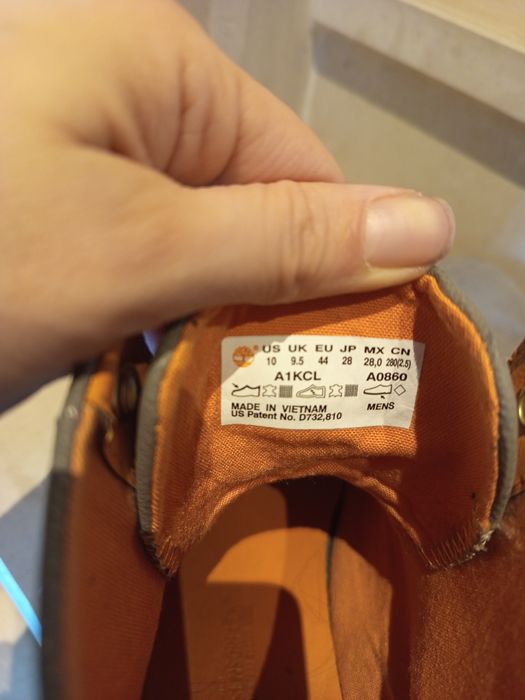 ® US UK EU JP MX CN
10 9.5 44 28 28,0 280(2.5)
A1KCL A0860
MADE IN VIETNAM MENS
US Patent No. D732,810